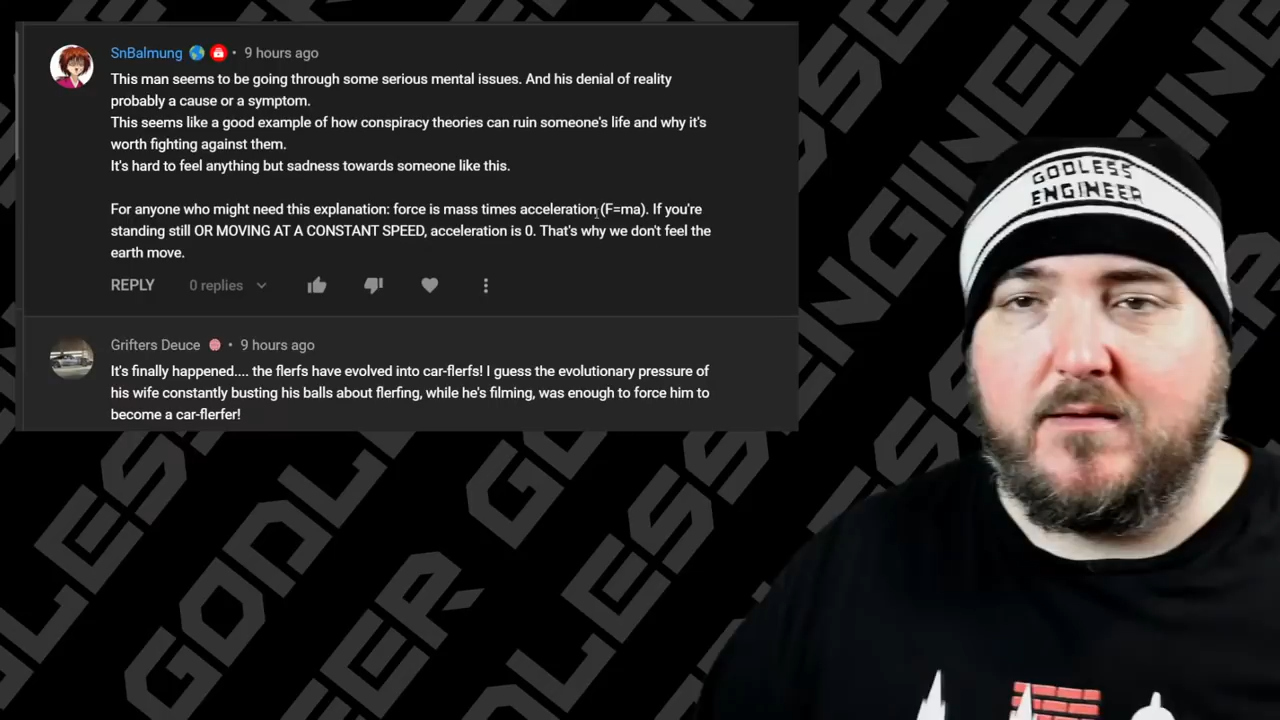 SnBalmung • 9 hours ago
This man seems to be going through some serious mental issues. And his denial of reality
probably a cause or a symptom.
This seems like a good example of how conspiracy theories can ruin someone's life and why it's
worth fighting against them.
It's hard to feel anything but sadness towards someone like this.
For anyone who might need this explanation: force is mass times acceleration (F=ma). If you're
standing still OR MOVING AT A CONSTANT SPEED, acceleration is 0. That's why we don't feel the
earth move.
REPLY 0 replies
Grifters Deuce • 9 hours ago
It's finally happened.... the flerfs have evolved into car-flerfs! I guess the evolutionary pressure of
his wife constantly busting his balls about flerfing, while he's filming, was enough to force him to
become a car-flerfer!
GODLESS
ENGINEER